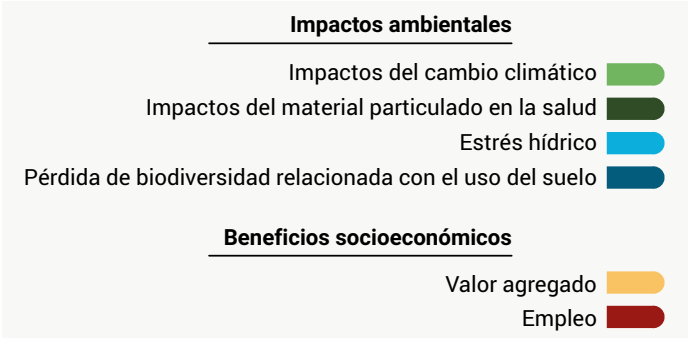 Impactos ambientales
Impactos del cambio climático
Impactos del material particulado en la salud
Estrés hídrico
Pérdida de biodiversidad relacionada con el uso del suelo
Beneficios socioeconómicos
Valor agregado
Empleo